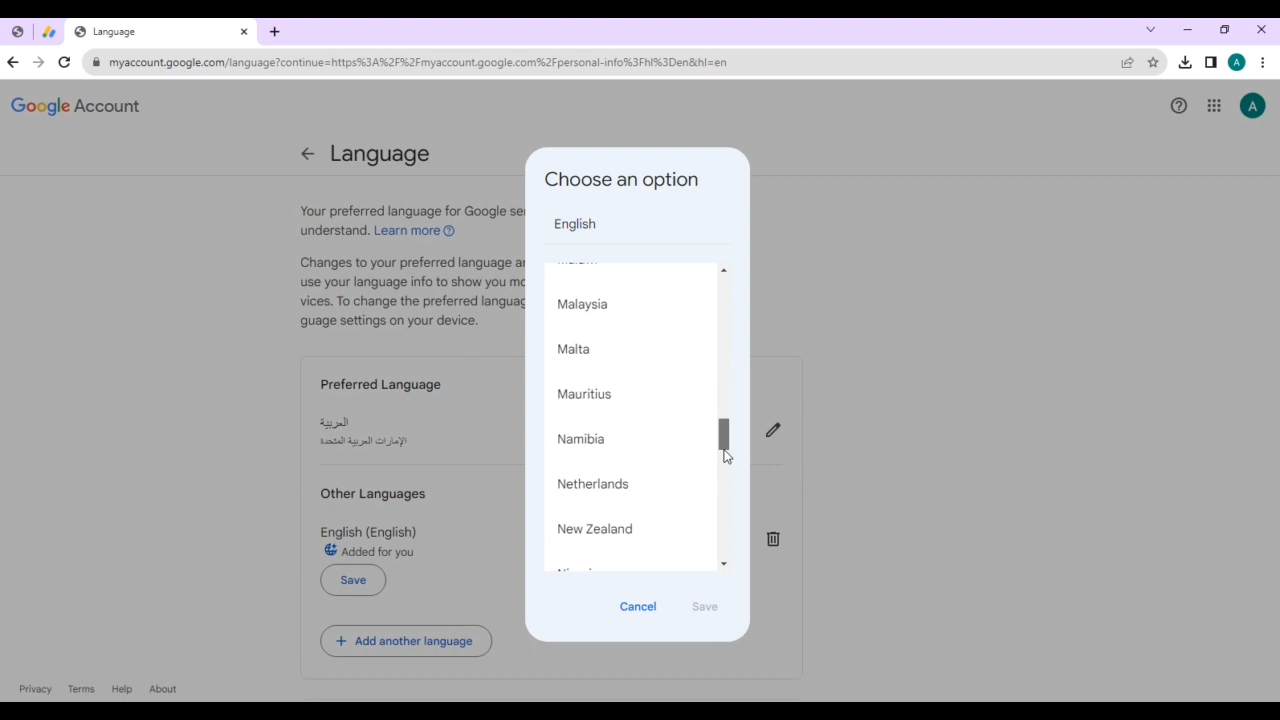 Language
myaccount.google.com/language?continue=https%3A%2F%2Fmyaccount.google.com%2Fpersonal-info%3Fhl%3Den&hl=en
A
Google Account
A
Language
Choose an option
Your preferred language for Google ser
understand. Learn more
English
Changes to your preferred language ar
use your language info to show you mo
vices. To change the preferred languag
guage settings on your device.
Malaysia
Malta
Mauritius
Namibia
Netherlands
New Zealand
Cancel
Save
Preferred Language
العربية
الإمارات العربية المتحدة
Other Languages
English (English)
Added for you
Save
+ Add another language
Privacy
Terms
Help
About